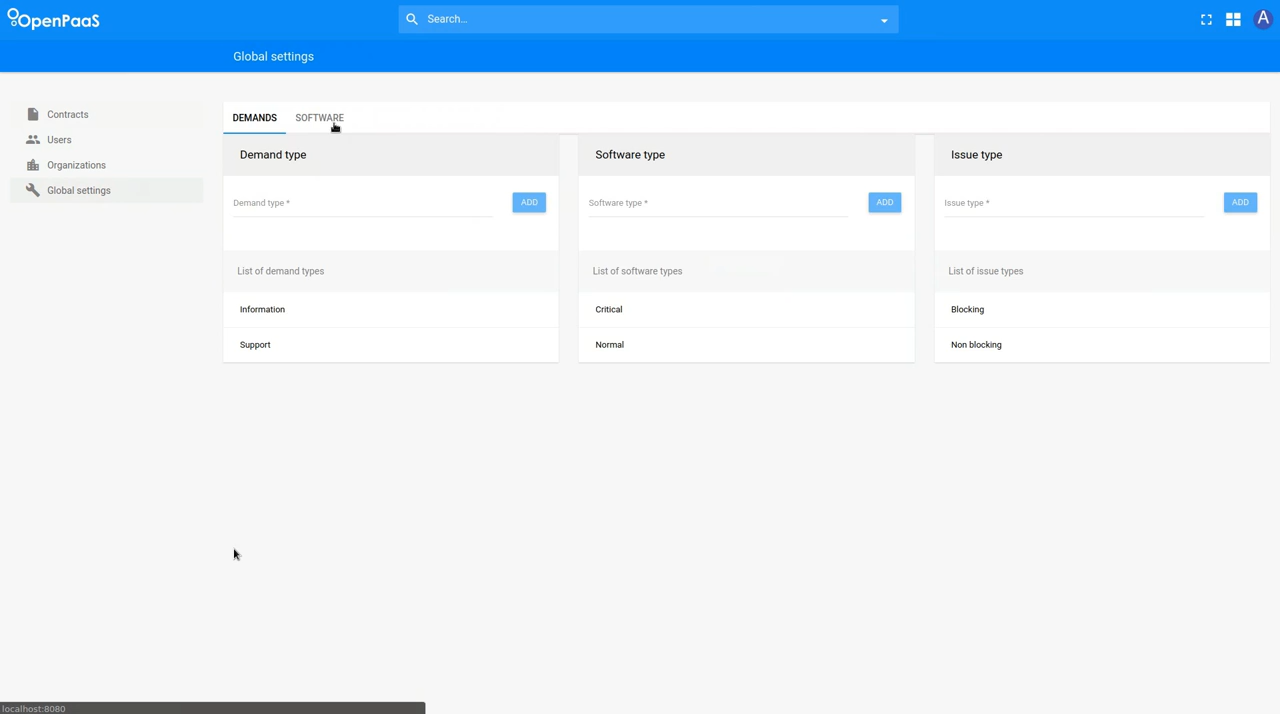 OpenPaaS
Search...
A
Global settings
Contracts
Users
Organizations
Global settings
DEMANDS SOFTWARE
Demand type
Software type
Issue type
Demand type * ADD
Software type * ADD
Issue type * ADD
List of demand types
List of software types
List of issue types
Information
Critical
Blocking
Support
Normal
Non blocking
localhost:8080